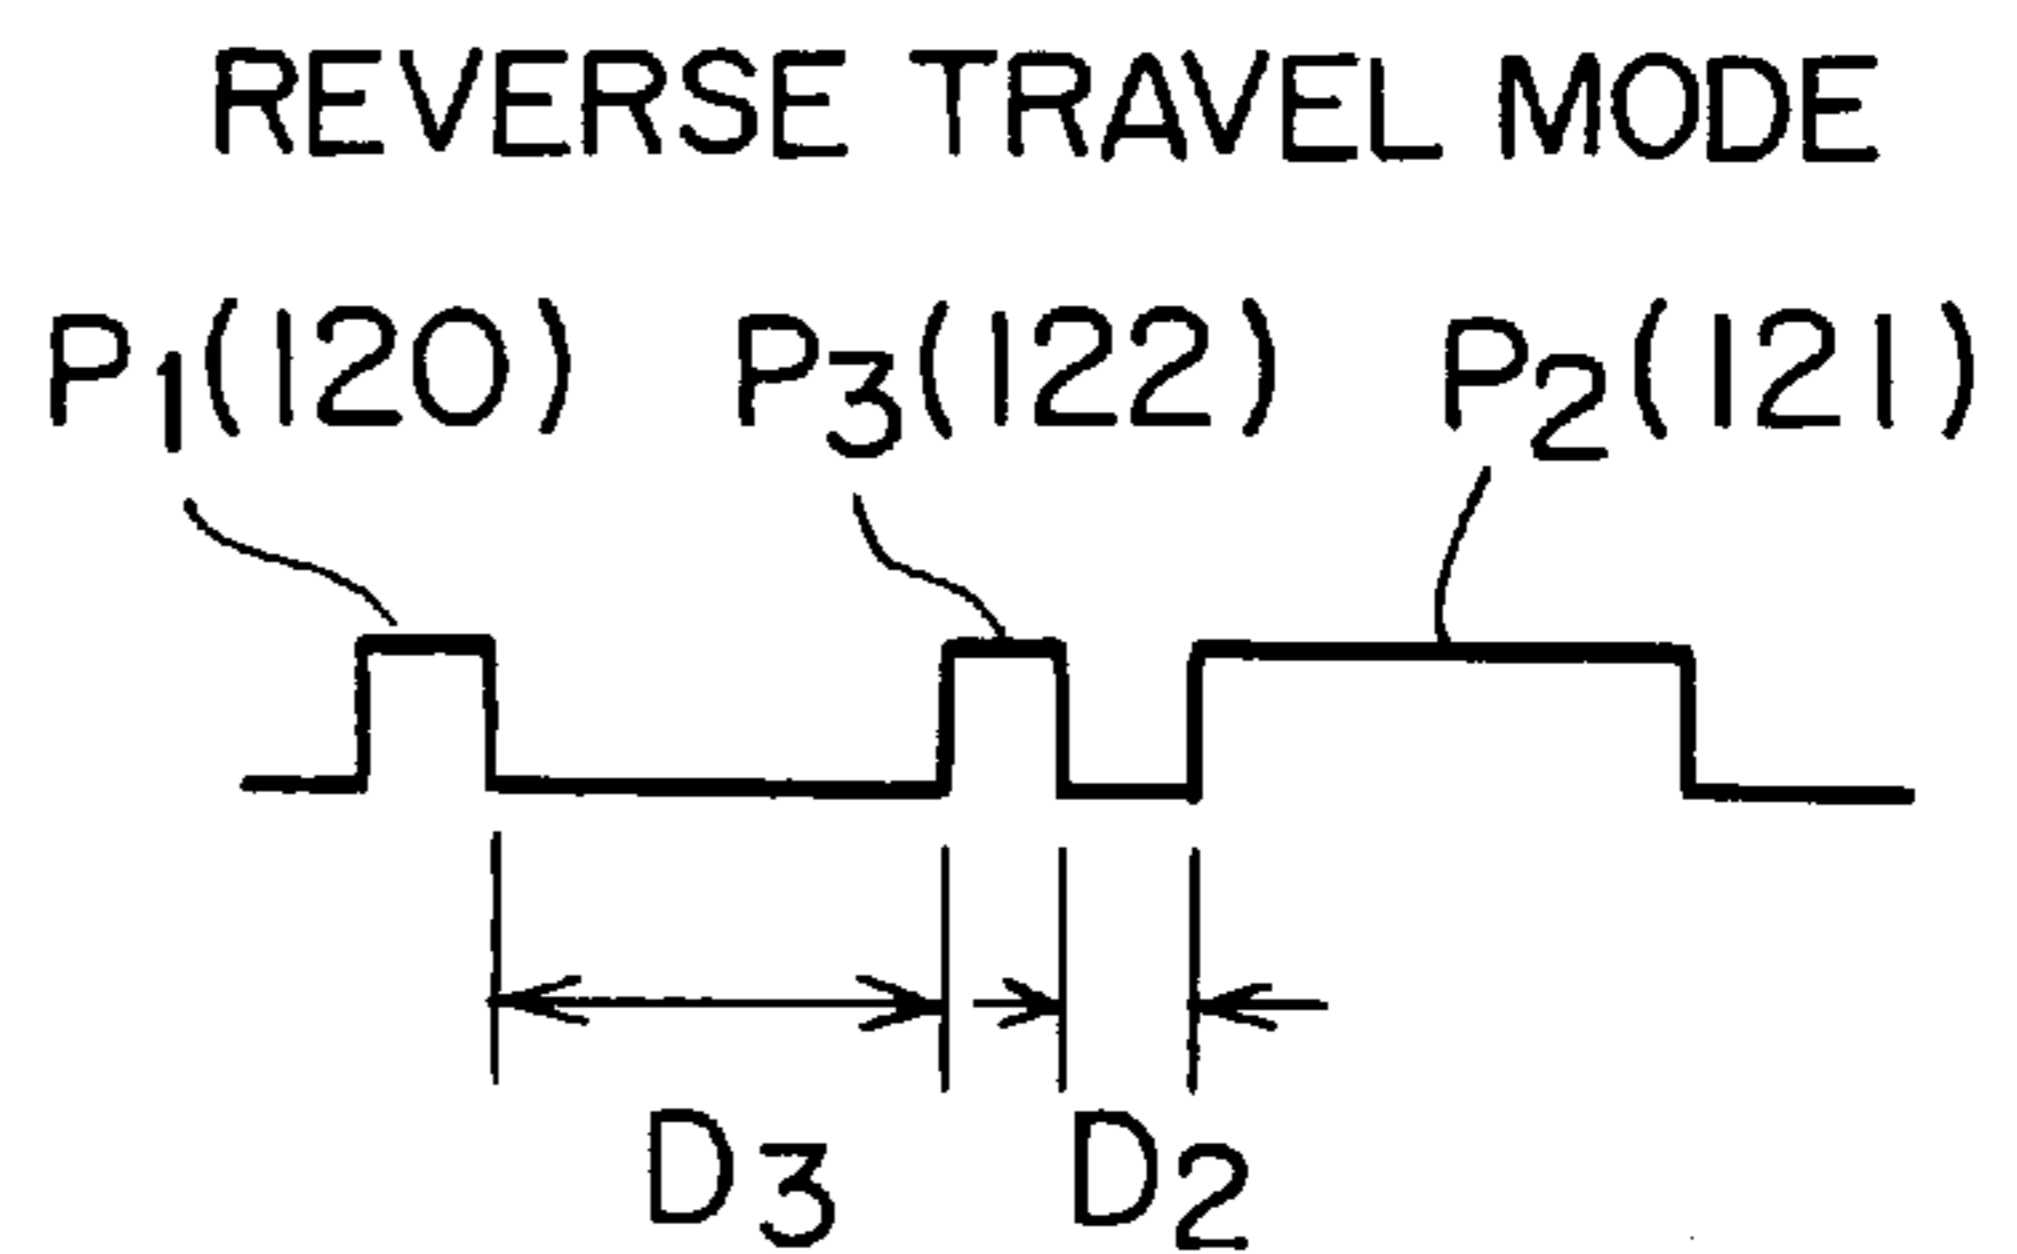 REVERSE TRAVEL MODE
P1(120) P3(122) P2(121)
D3 D2